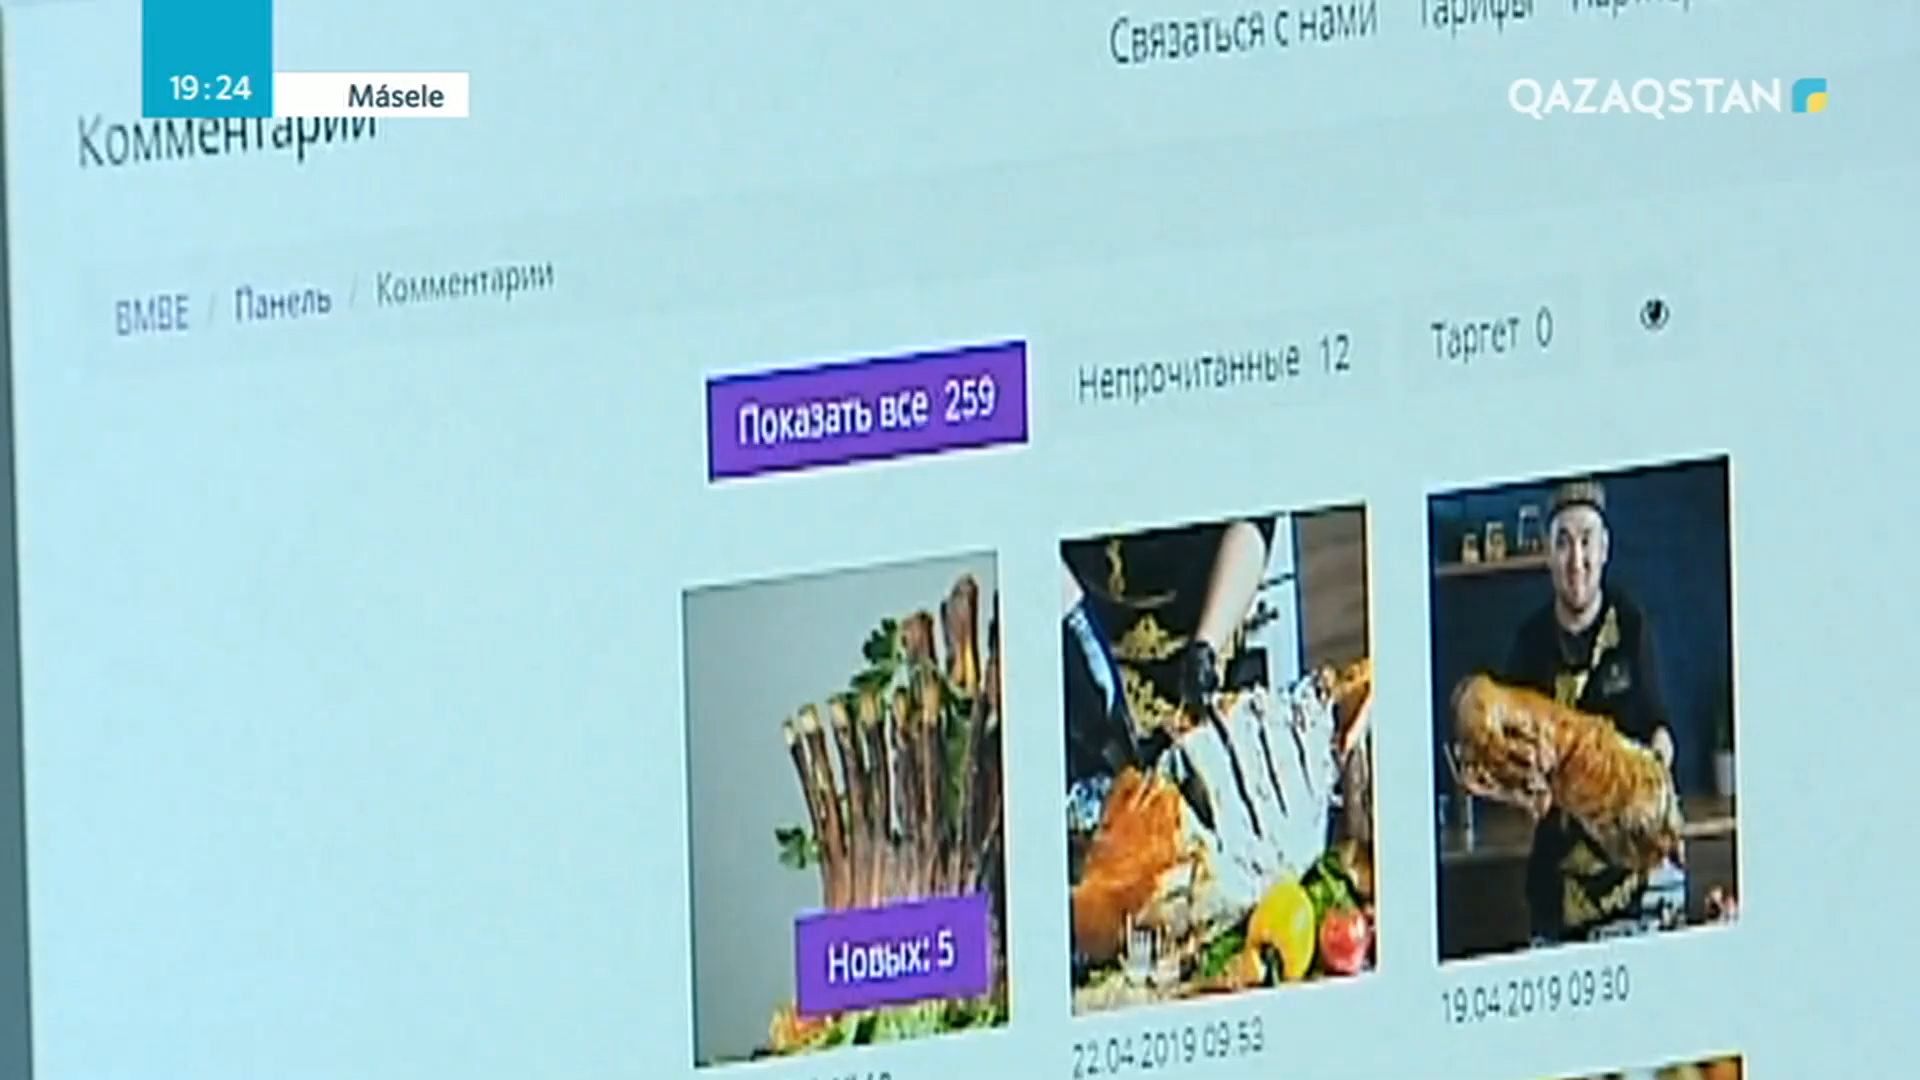 19:24
Másele
QAZAQSTAN
Связаться с нами Тарифы
Комментарии
BMBE / Панель / Комментарии
Показать все 259
Непрочитанные 12
Таргет 0
Новых: 5
22.04.2019 09:53
19.04.2019 09:30